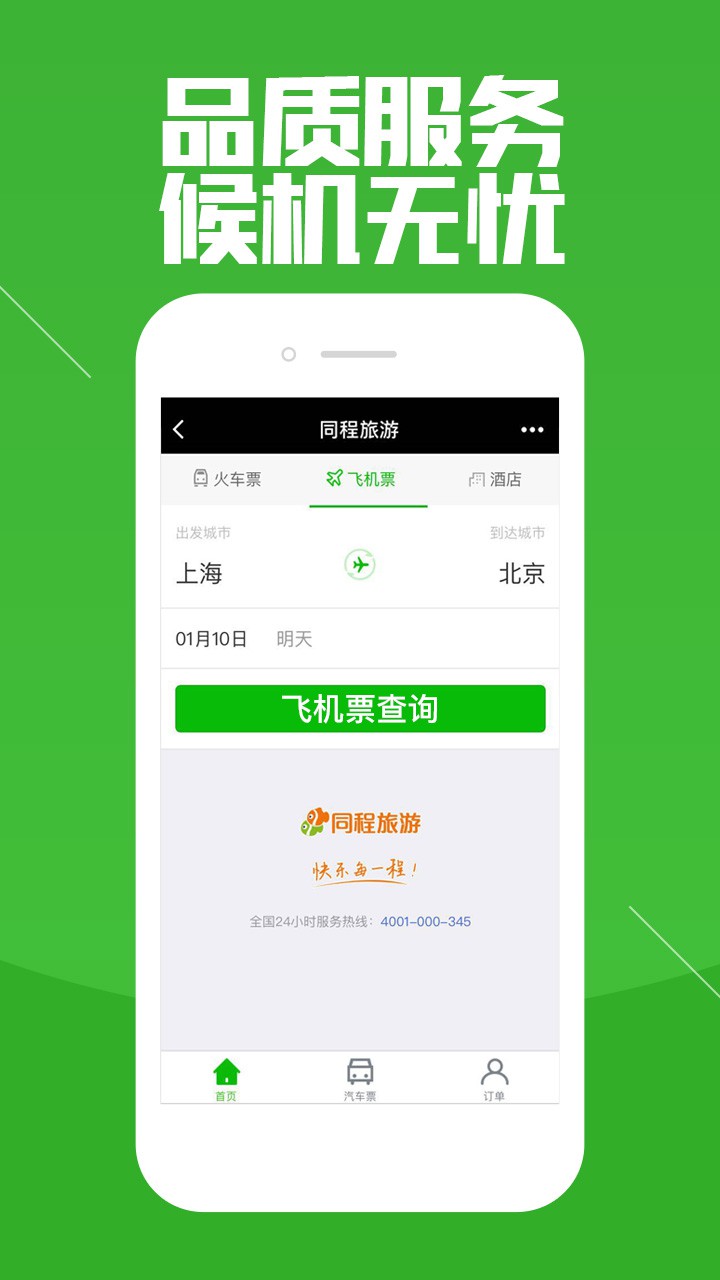 品质服务
候机无忧
同程旅游
火车票 飞机票 酒店
出发城市 到达城市
上海 北京
01月10日 明天
飞机票查询
同程旅游
快乐每一程!
全国24小时服务热线: 4001-000-345
首页 汽车票 订单